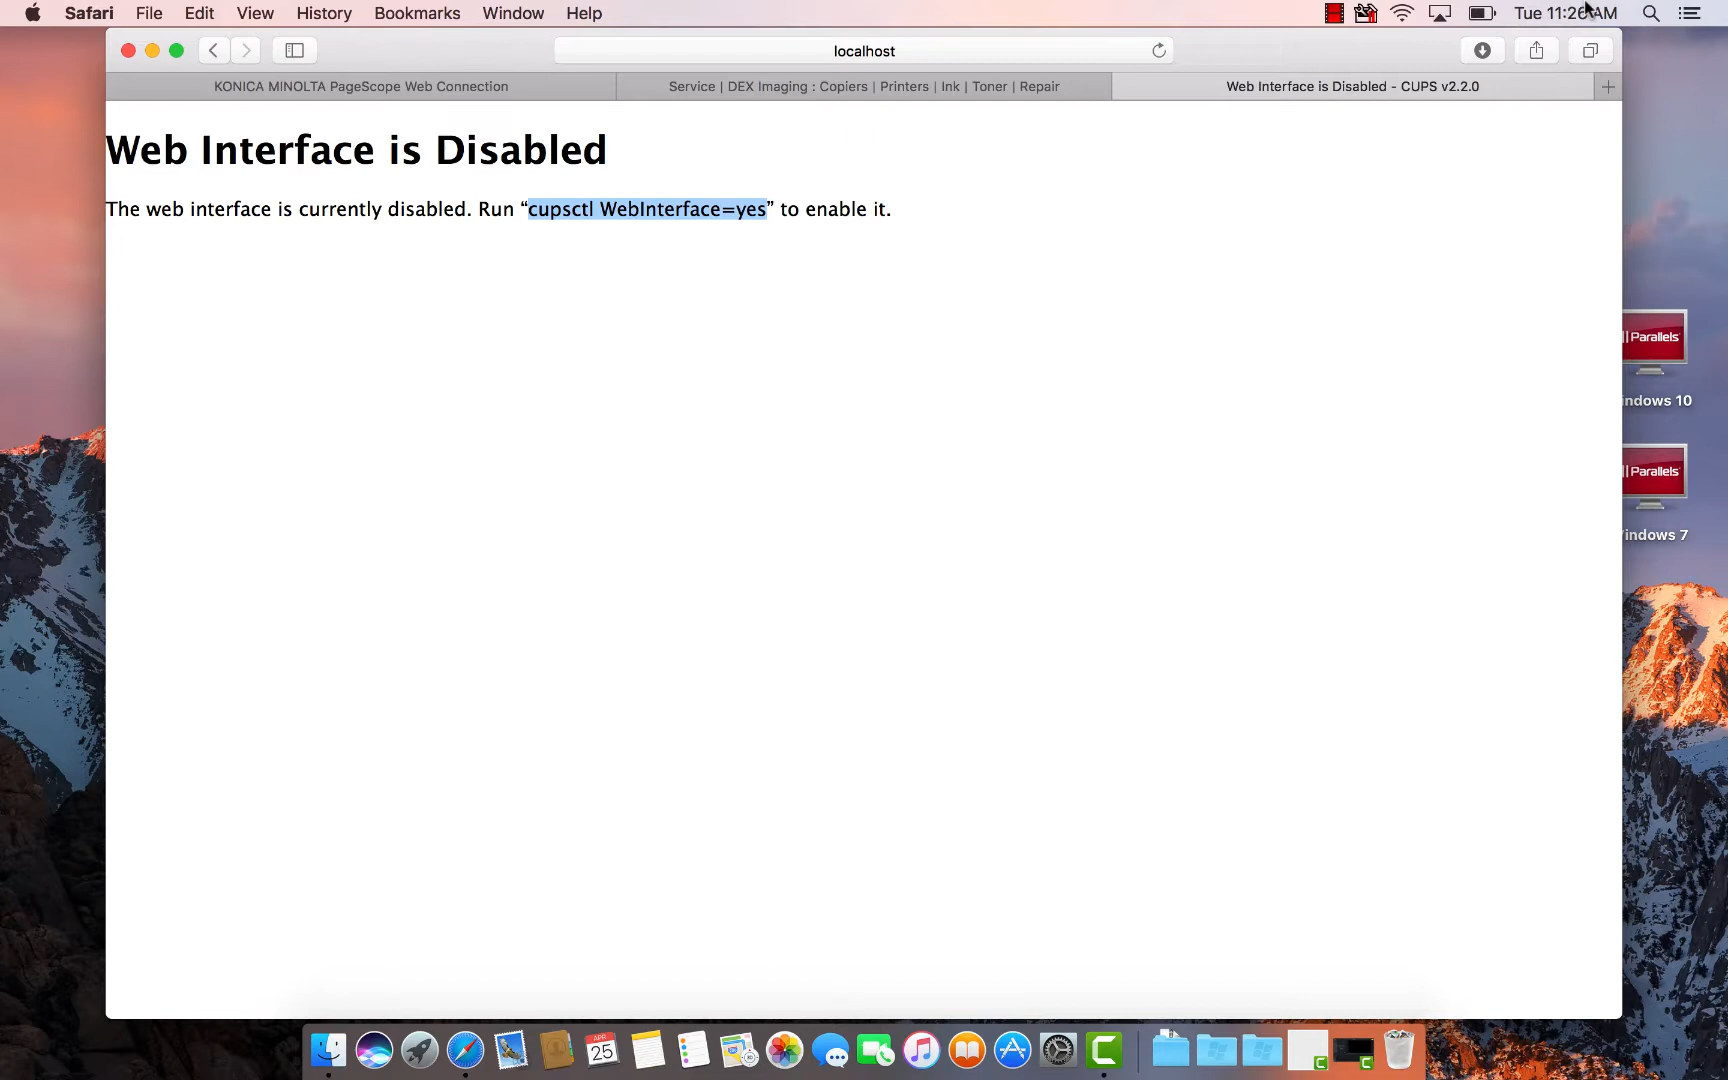 Safari File Edit View History Bookmarks Window Help
Tue 11:26 AM
localhost
KONICA MINOLTA PageScope Web Connection
Service | DEX Imaging : Copiers | Printers | Ink | Toner | Repair
Web Interface is Disabled - CUPS v2.2.0
Web Interface is Disabled
The web interface is currently disabled. Run “cupsctl WebInterface=yes” to enable it.
Parallels
indows 10
Parallels
indows 7
APR
25